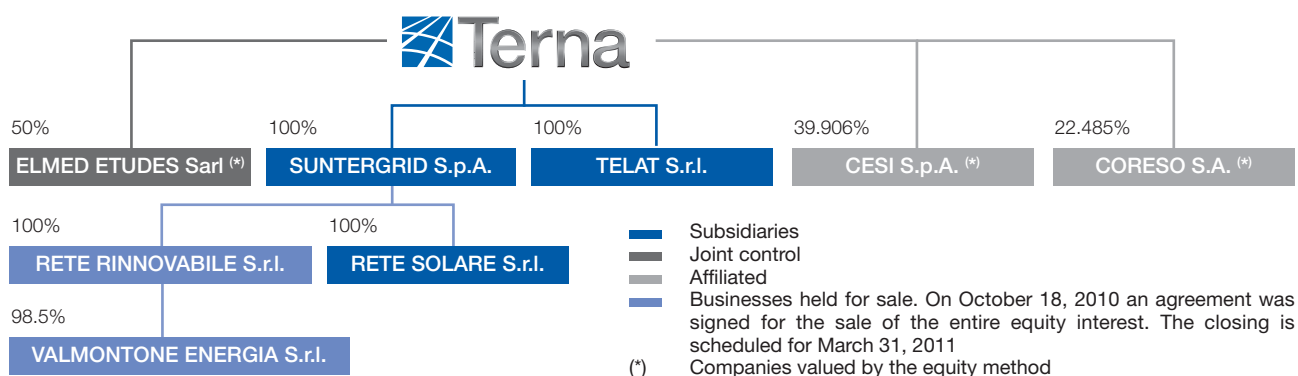 Terna
50%
100%
100%
39.906%
22.485%
ELMED ETUDES Sarl (*)
SUNTERGRID S.p.A.
TELAT S.r.l.
CESI S.p.A. (*)
CORESO S.A. (*)
100%
100%
RETE RINNOVABILE S.r.l.
RETE SOLARE S.r.l.
98.5%
VALMONTONE ENERGIA S.r.l.
Subsidiaries
Joint control
Affiliated
Businesses held for sale. On October 18, 2010 an agreement was
signed for the sale of the entire equity interest. The closing is
scheduled for March 31, 2011
(*) Companies valued by the equity method